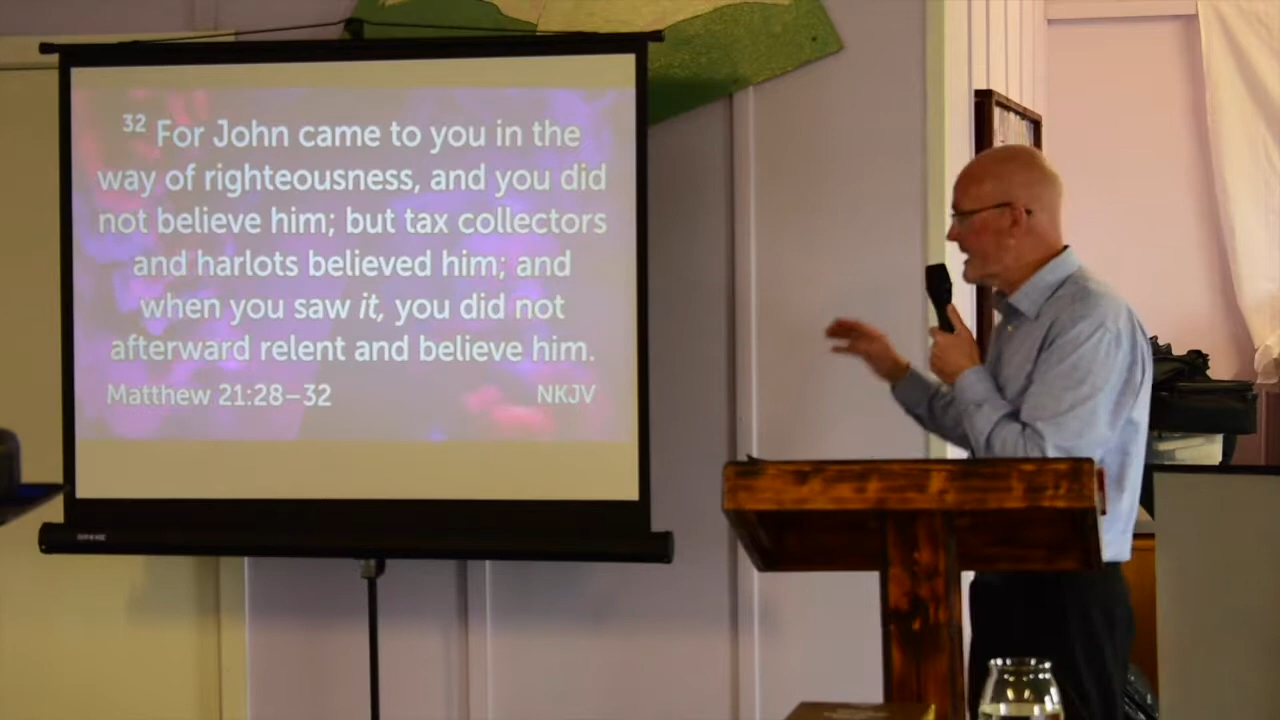 32 For John came to you in the
way of righteousness, and you did
not believe him; but tax collectors
and harlots believed him; and
when you saw it, you did not
afterward relent and believe him.
Matthew 21:28–32 NKJV